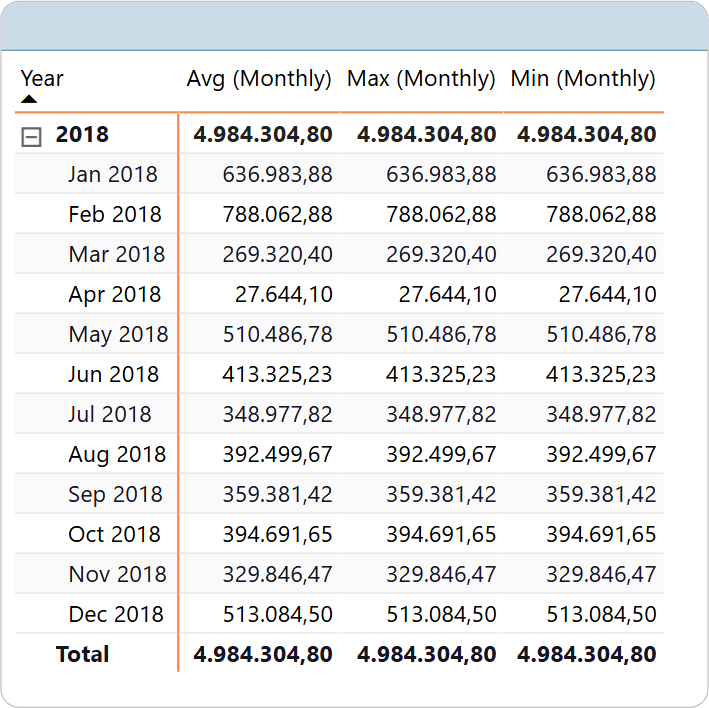 Year Avg (Monthly) Max (Monthly) Min (Monthly)
2018 4.984.304,80 4.984.304,80 4.984.304,80
Jan 2018 636.983,88 636.983,88 636.983,88
Feb 2018 788.062,88 788.062,88 788.062,88
Mar 2018 269.320,40 269.320,40 269.320,40
Apr 2018 27.644,10 27.644,10 27.644,10
May 2018 510.486,78 510.486,78 510.486,78
Jun 2018 413.325,23 413.325,23 413.325,23
Jul 2018 348.977,82 348.977,82 348.977,82
Aug 2018 392.499,67 392.499,67 392.499,67
Sep 2018 359.381,42 359.381,42 359.381,42
Oct 2018 394.691,65 394.691,65 394.691,65
Nov 2018 329.846,47 329.846,47 329.846,47
Dec 2018 513.084,50 513.084,50 513.084,50
Total 4.984.304,80 4.984.304,80 4.984.304,80